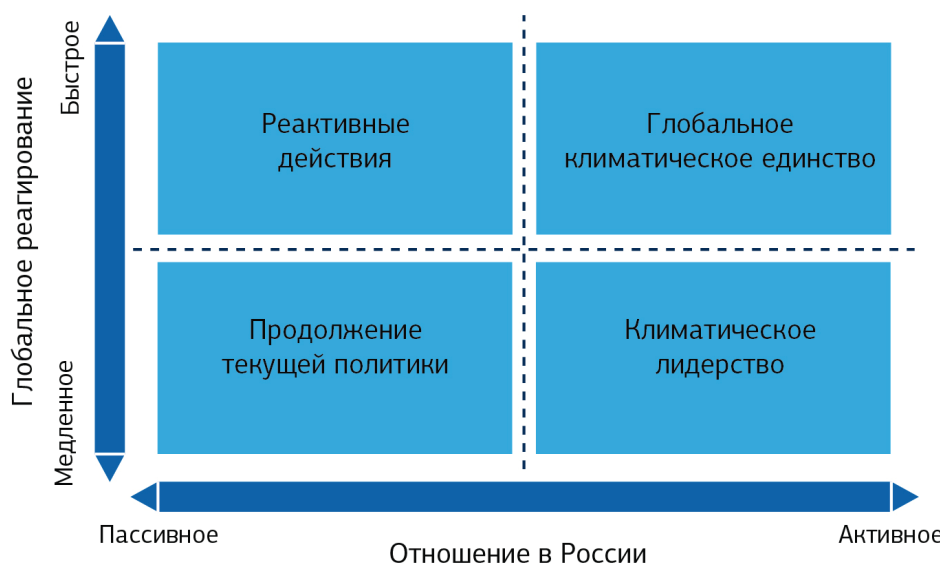 Глобальное реагирование
Быстрое
Медленное
Реактивные
действия
Глобальное
климатическое единство
Продолжение
текущей политики
Климатическое
лидерство
Пассивное
Активное
Отношение в России